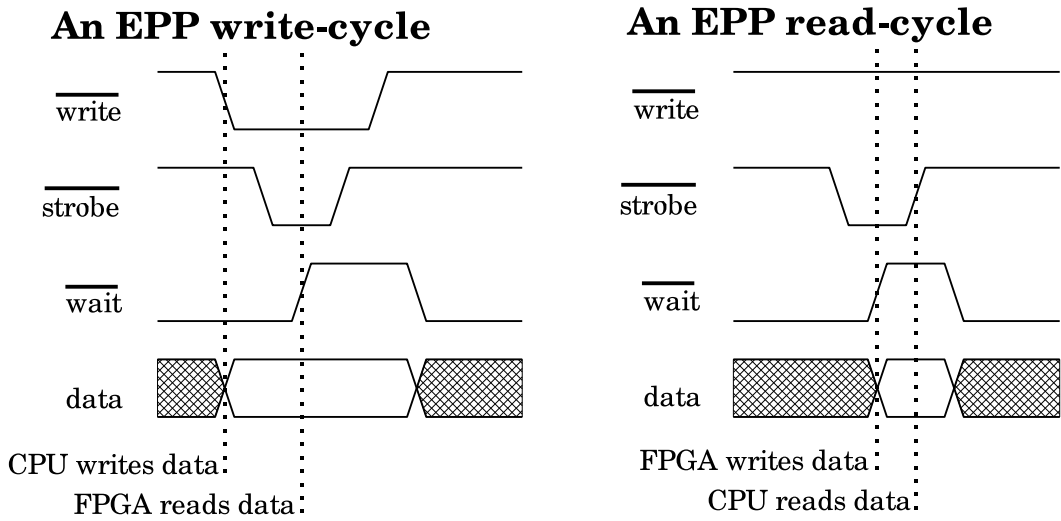 An EPP write-cycle
write
strobe
wait
data
CPU writes data
FPGA reads data
An EPP read-cycle
write
strobe
wait
data
FPGA writes data
CPU reads data